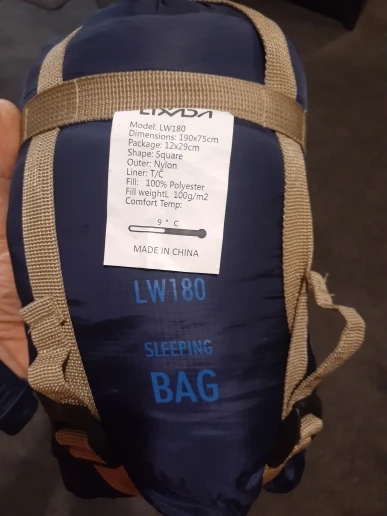 LIXADA
Model: LW180
Dimensions: 190x75cm
Package: 12x29cm
Shape: Square
Outer: Nylon
Liner: T/C
Fill: 100% Polyester
Fill weightL 100g/m2
Comfort Temp:
9 ° C
MADE IN CHINA
LW180
SLEEPING
BAG